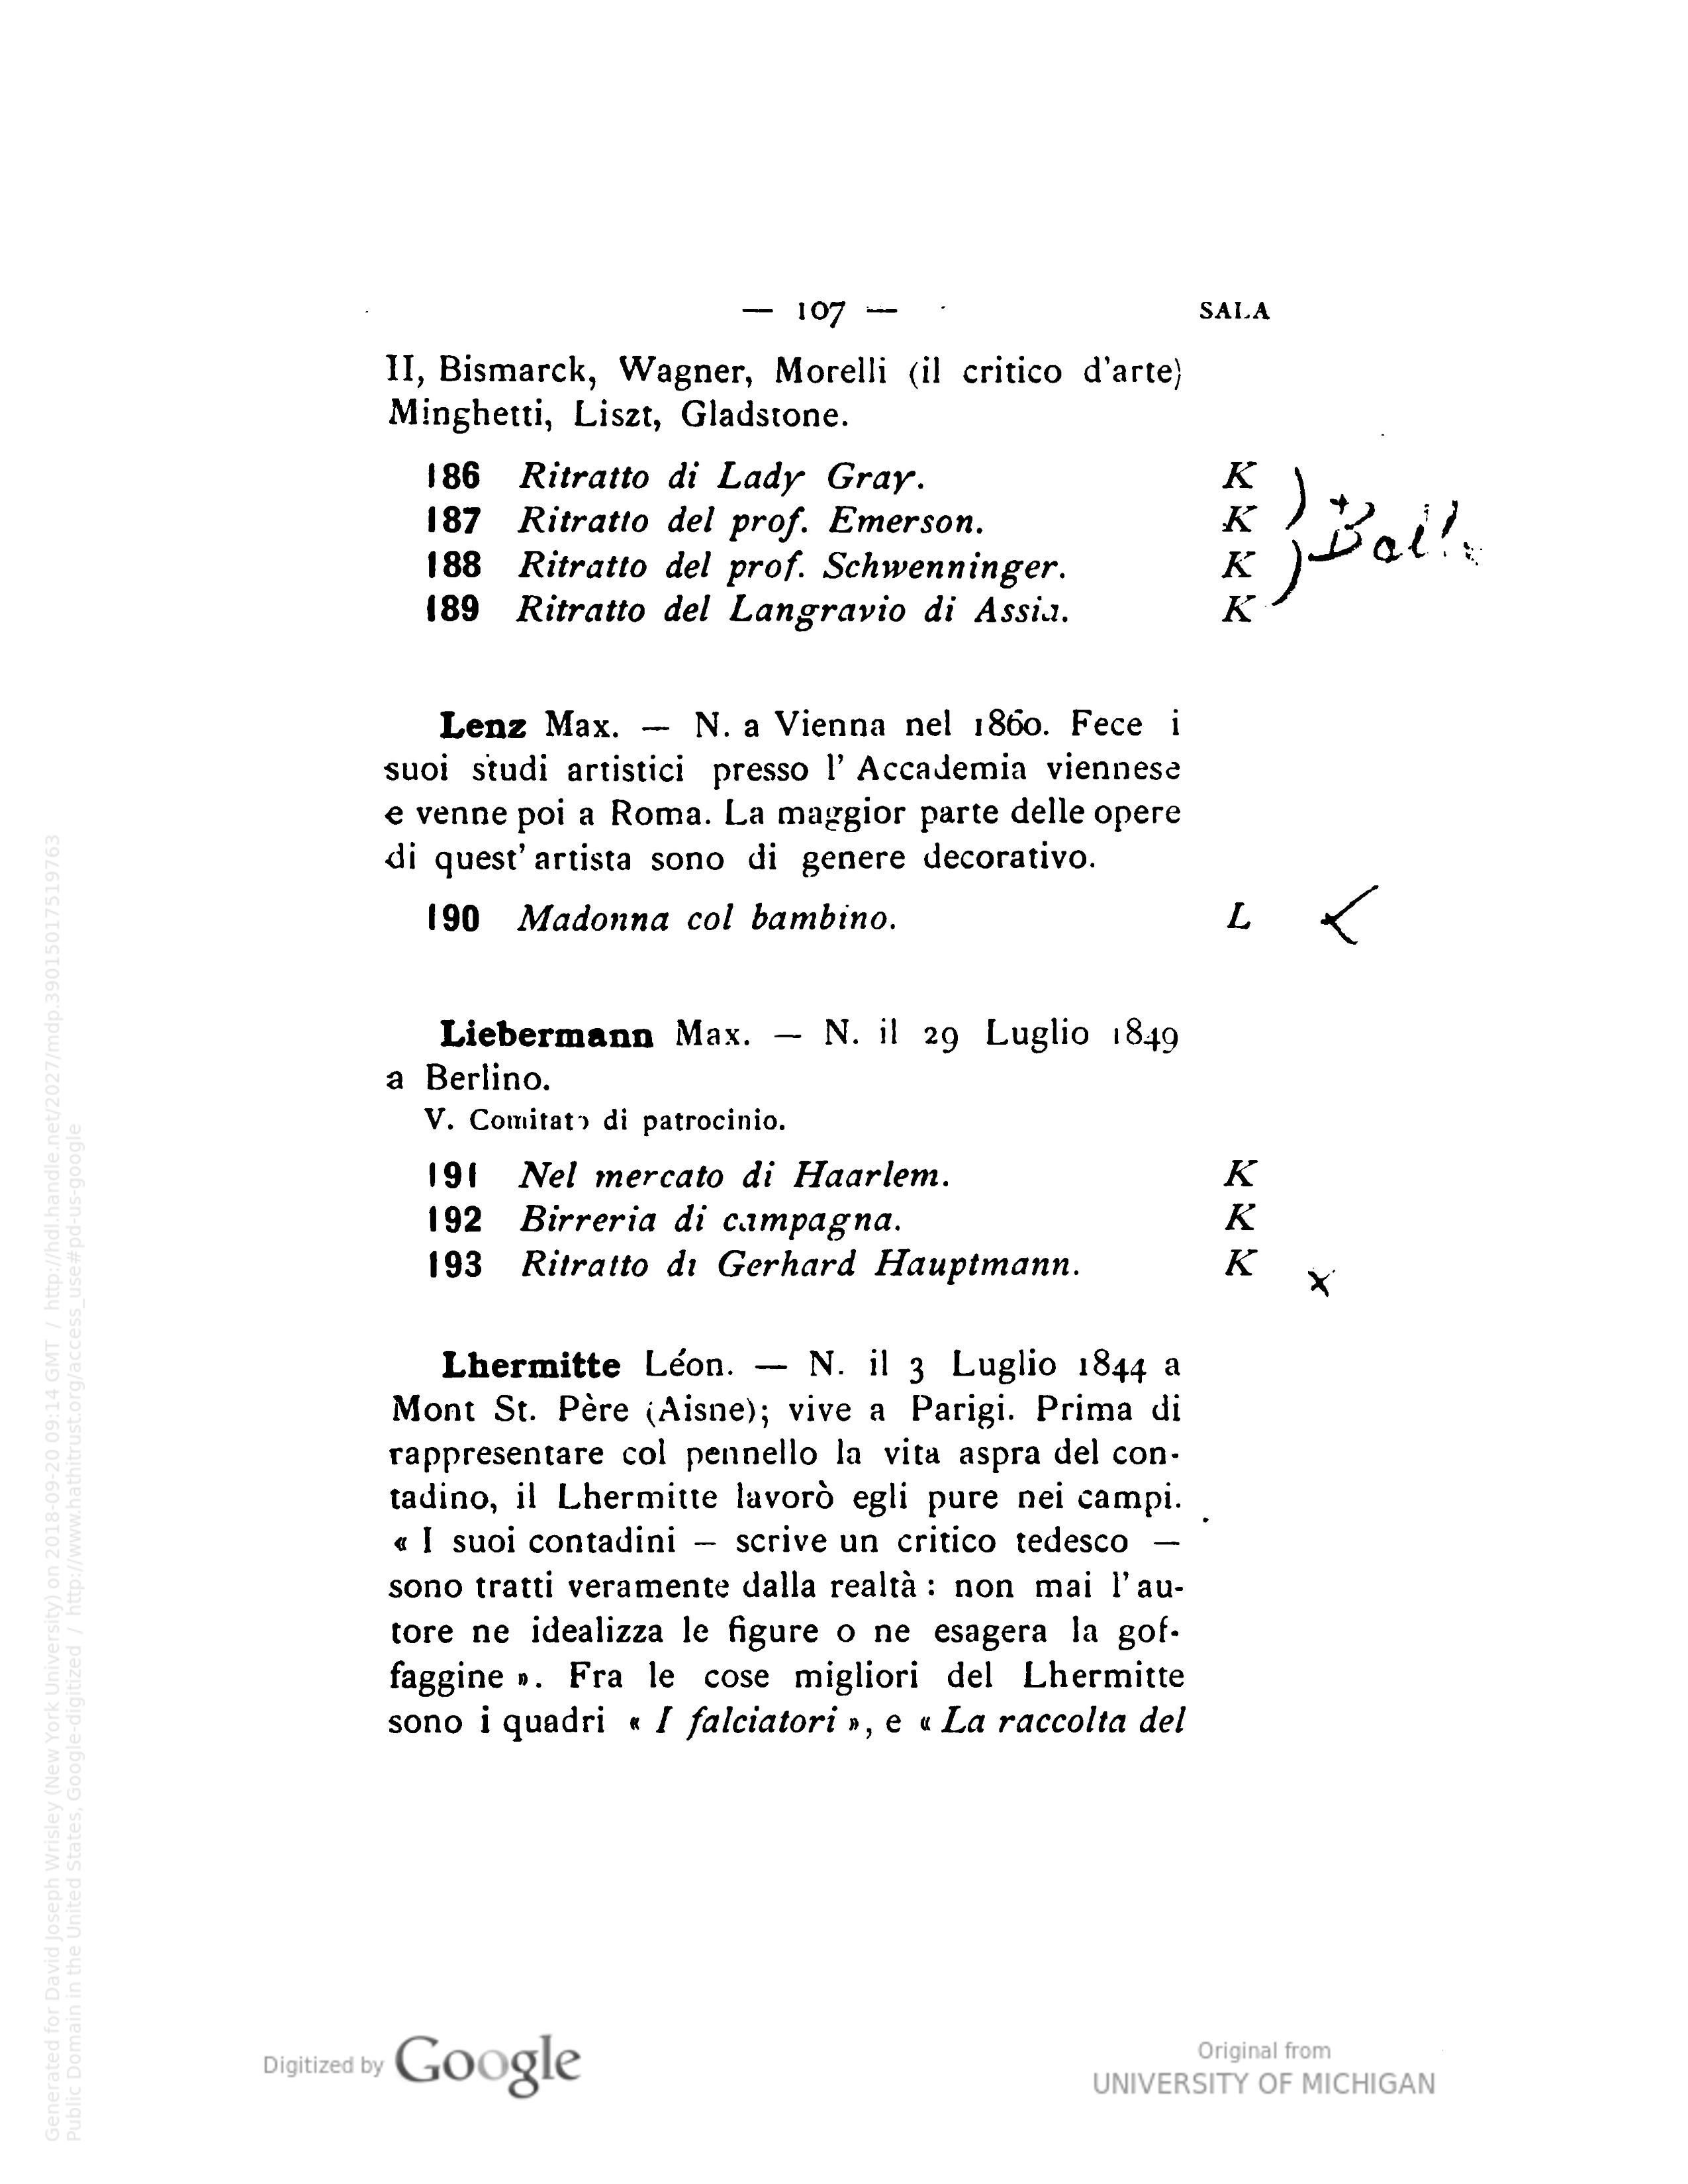 — 107 — SALA
II, Bismarck, Wagner, Morelli (il critico d'arte)
Minghetti, Liszt, Gladstone.
186 Ritratto di Lady Gray. K
187 Ritratto del prof. Emerson. K
188 Ritratto del prof. Schwenninger. K
189 Ritratto del Langravio di Assia. K
Lenz Max. — N. a Vienna nel 1860. Fece i
suoi studi artistici presso l' Accademia viennese
e venne poi a Roma. La maggior parte delle opere
di quest' artista sono di genere decorativo.
190 Madonna col bambino. L
Liebermann Max. — N. il 29 Luglio 1849
a Berlino.
V. Comitato di patrocinio.
191 Nel mercato di Haarlem. K
192 Birreria di campagna. K
193 Ritratto di Gerhard Hauptmann. K x
Lhermitte Léon. — N. il 3 Luglio 1844 a
Mont St. Père (Aisne); vive a Parigi. Prima di
rappresentare col pennello la vita aspra del con-
tadino, il Lhermitte lavorò egli pure nei campi.
« I suoi contadini — scrive un critico tedesco —
sono tratti veramente dalla realtà : non mai l' au-
tore ne idealizza le figure o ne esagera la gof-
faggine ». Fra le cose migliori del Lhermitte
sono i quadri « I falciatori », e « La raccolta del
Digitized by Google
Original from
UNIVERSITY OF MICHIGAN
Generated for David Joseph Wrisley (New York University) on 2018-09-20 09:14 GMT / http://hdl.handle.net/2027/mdp.39015017519763
Public Domain in the United States, Google-digitized / http://www.hathitrust.org/access_use#pd-us-google